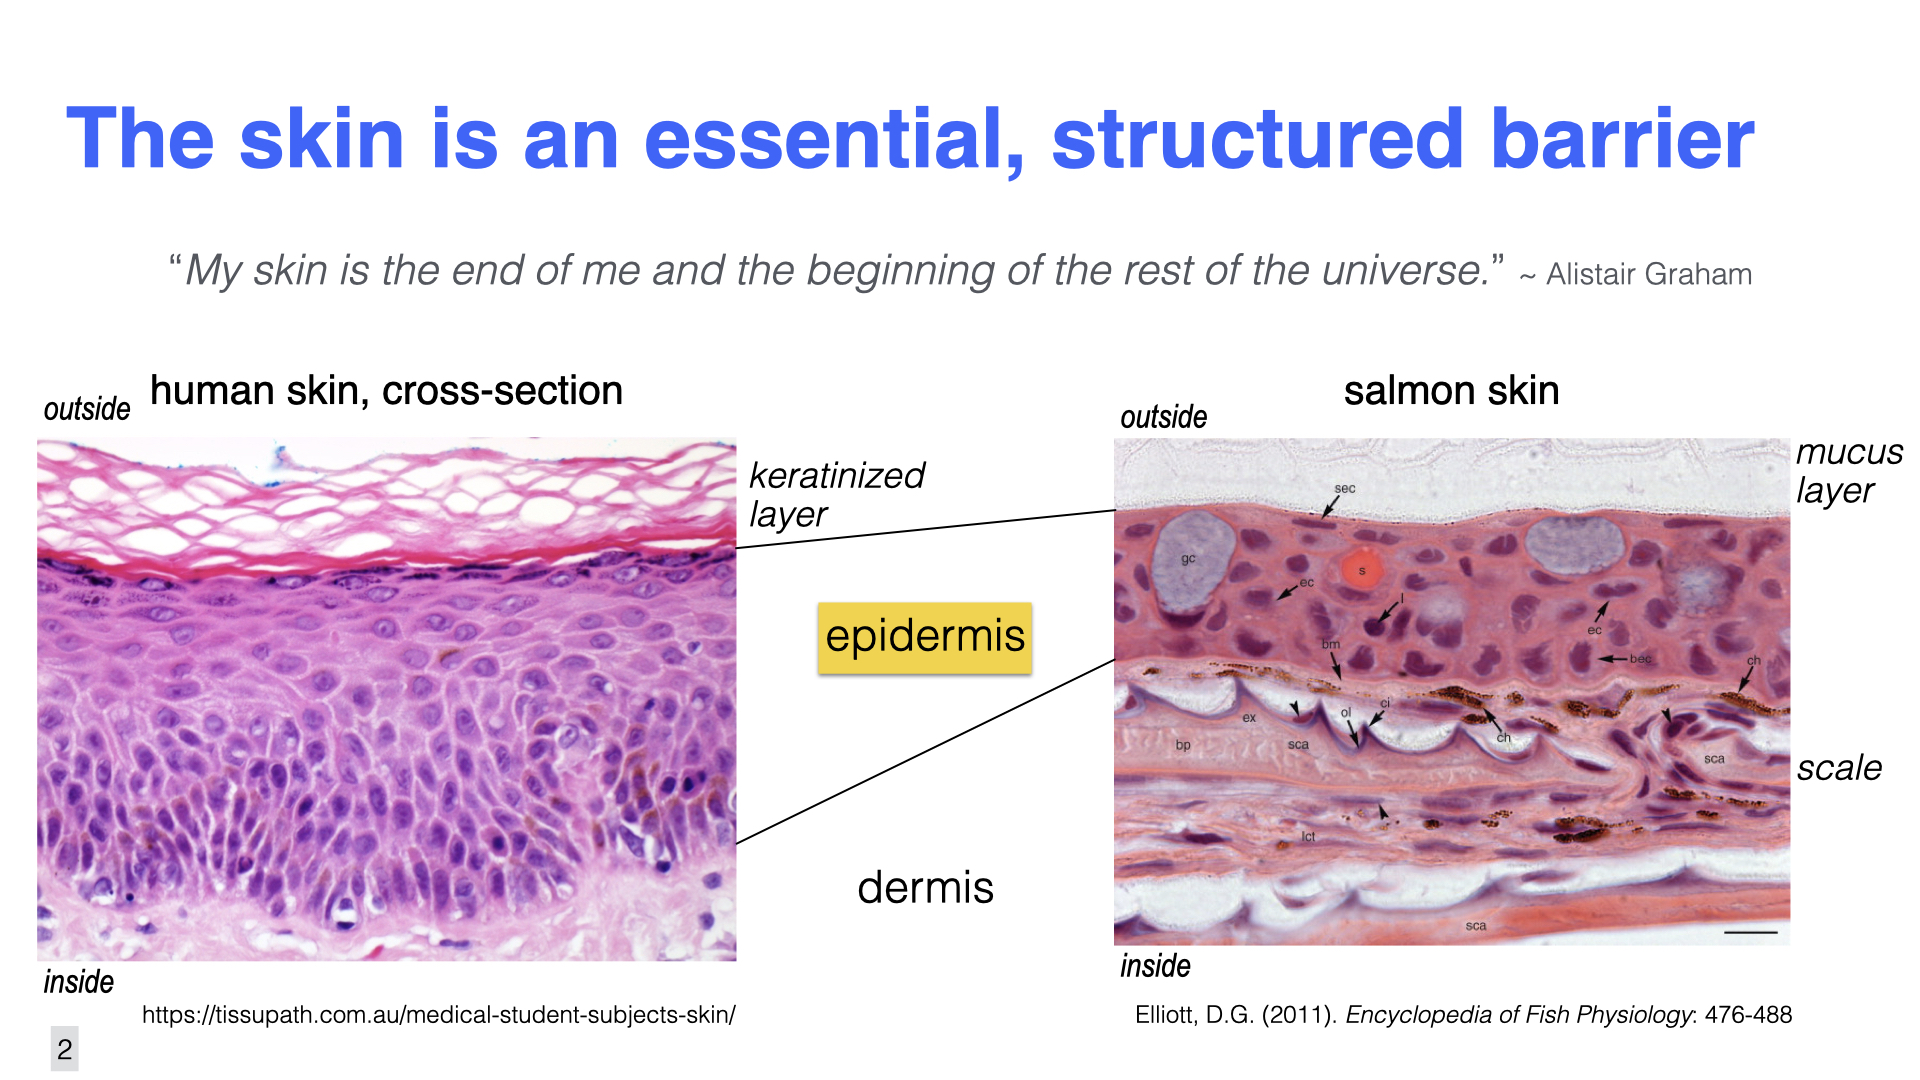 The skin is an essential, structured barrier
“My skin is the end of me and the beginning of the rest of the universe.” ~ Alistair Graham
outside
human skin, cross-section
keratinized
layer
epidermis
dermis
inside
https://tissupath.com.au/medical-student-subjects-skin/
salmon skin
outside
mucus
layer
sec
gc
s
ec
l
ec
bm
bec
ch
ci
ol
ex
ch
bp
sca
sca
scale
lct
sca
inside
Elliott, D.G. (2011). Encyclopedia of Fish Physiology: 476-488
2